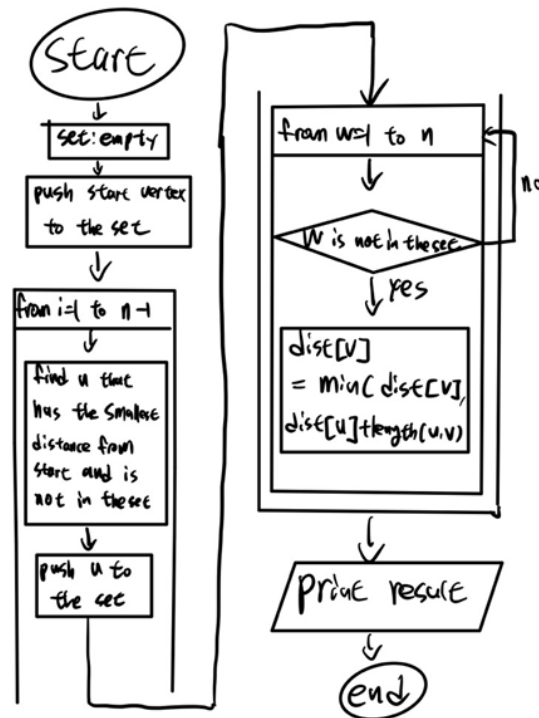 Start
set:empty
push start vertex
to the set
from i=1 to n-1
find u that
has the smallest
distance from
start and is
not in the set
push u to
the set
from w=1 to n
no
W is not in the set
yes
dist[v]
= min( dist[v],
dist[u]+length(u,v)
print result
end